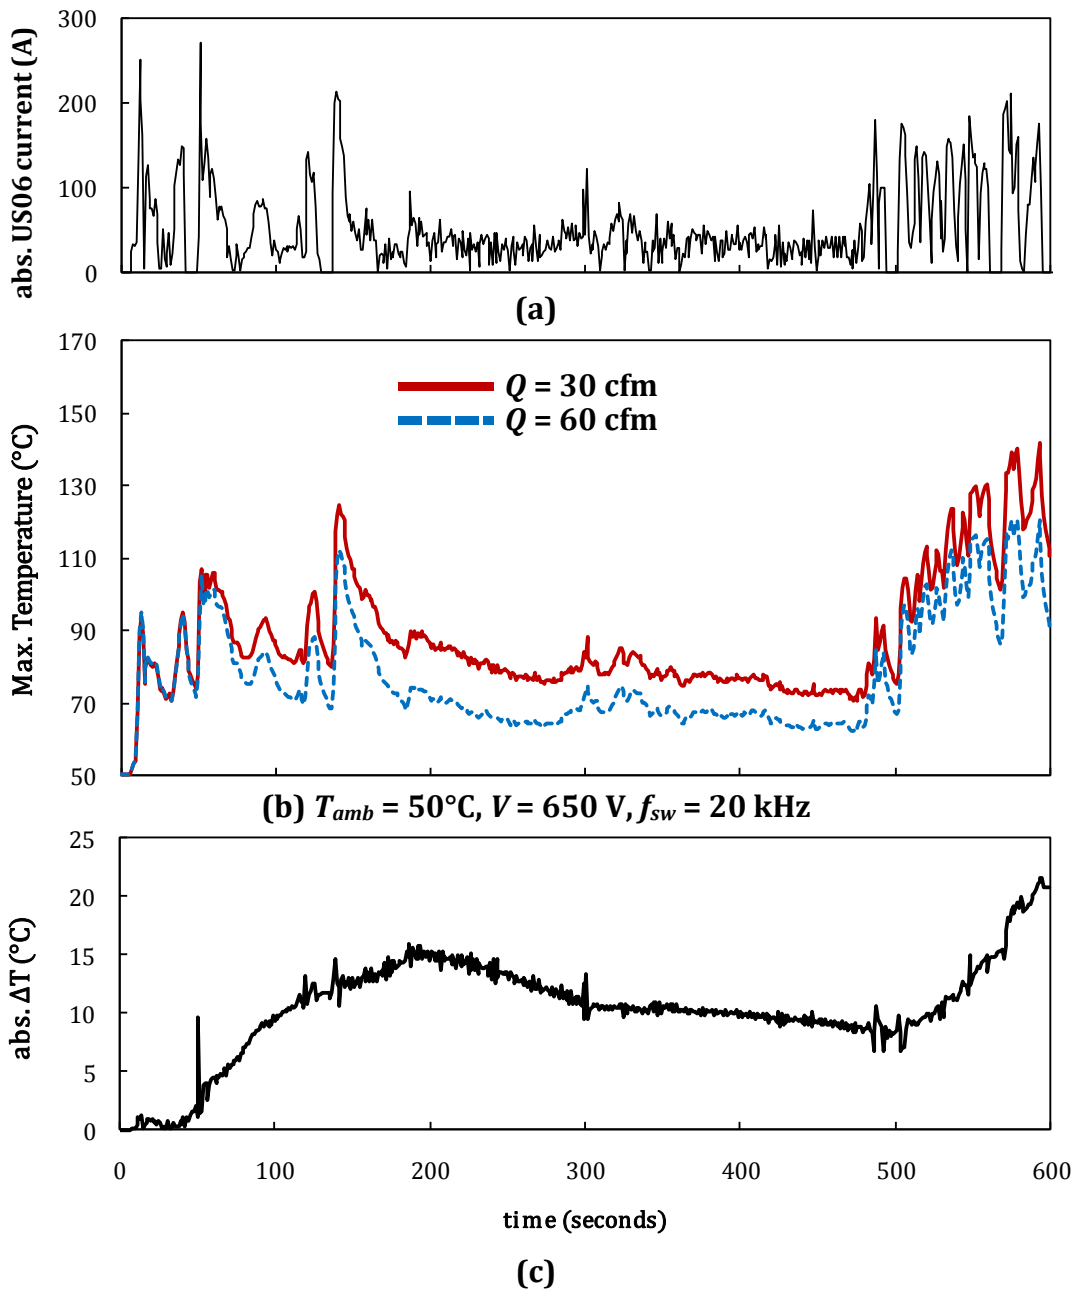 abs. US06 current (A)
300
200
100
0
(a)
Max. Temperature (°C)
170
150
130
110
90
70
50
Q = 30 cfm
Q = 60 cfm
(b) Tamb = 50°C, V = 650 V, fsw = 20 kHz
abs. ΔT (°C)
25
20
15
10
5
0
0 100 200 300 400 500 600
time (seconds)
(c)